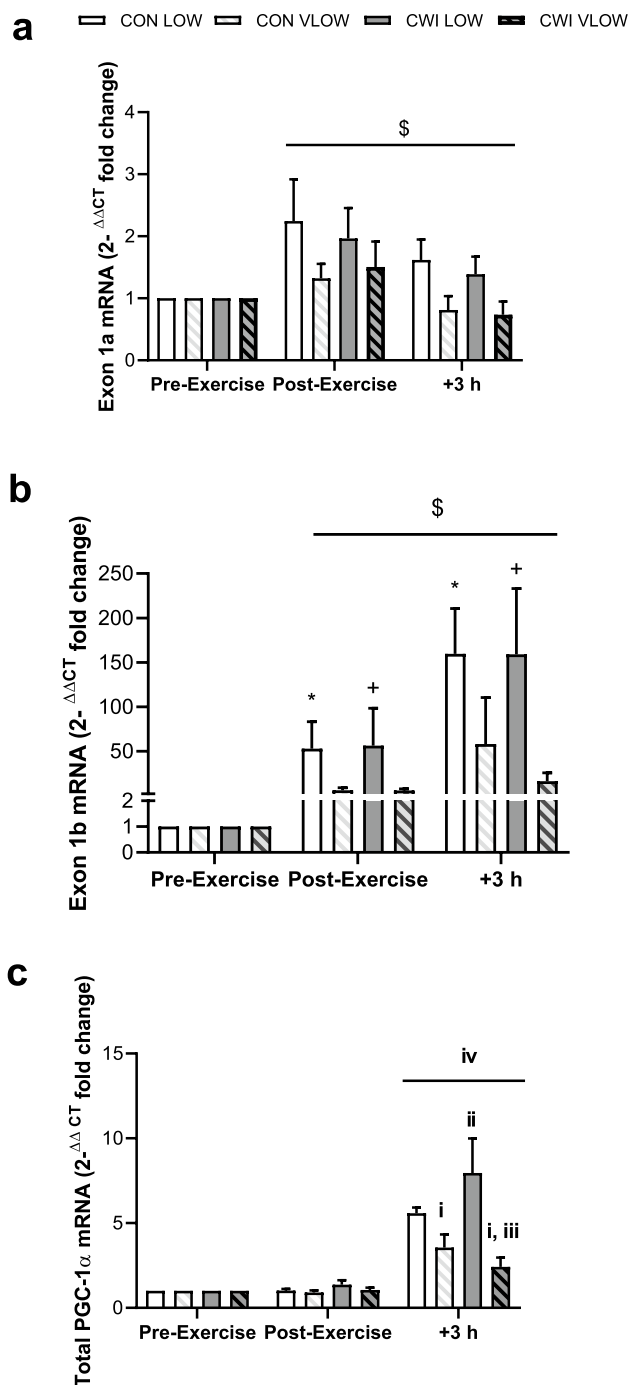 a
CON LOW CON VLOW CWI LOW CWI VLOW
Exon 1a mRNA (2- ΔΔCT fold change)
4
3
2
1
0
$
Pre-Exercise Post-Exercise +3 h
b
Exon 1b mRNA (2- ΔΔCT fold change)
250
200
150
100
50
2
1
0
$
* + * +
Pre-Exercise Post-Exercise +3 h
c
Total PGC-1α mRNA (2-ΔΔ CT fold change)
15
10
5
0
iv
ii
i
i, iii
Pre-Exercise Post-Exercise +3 h